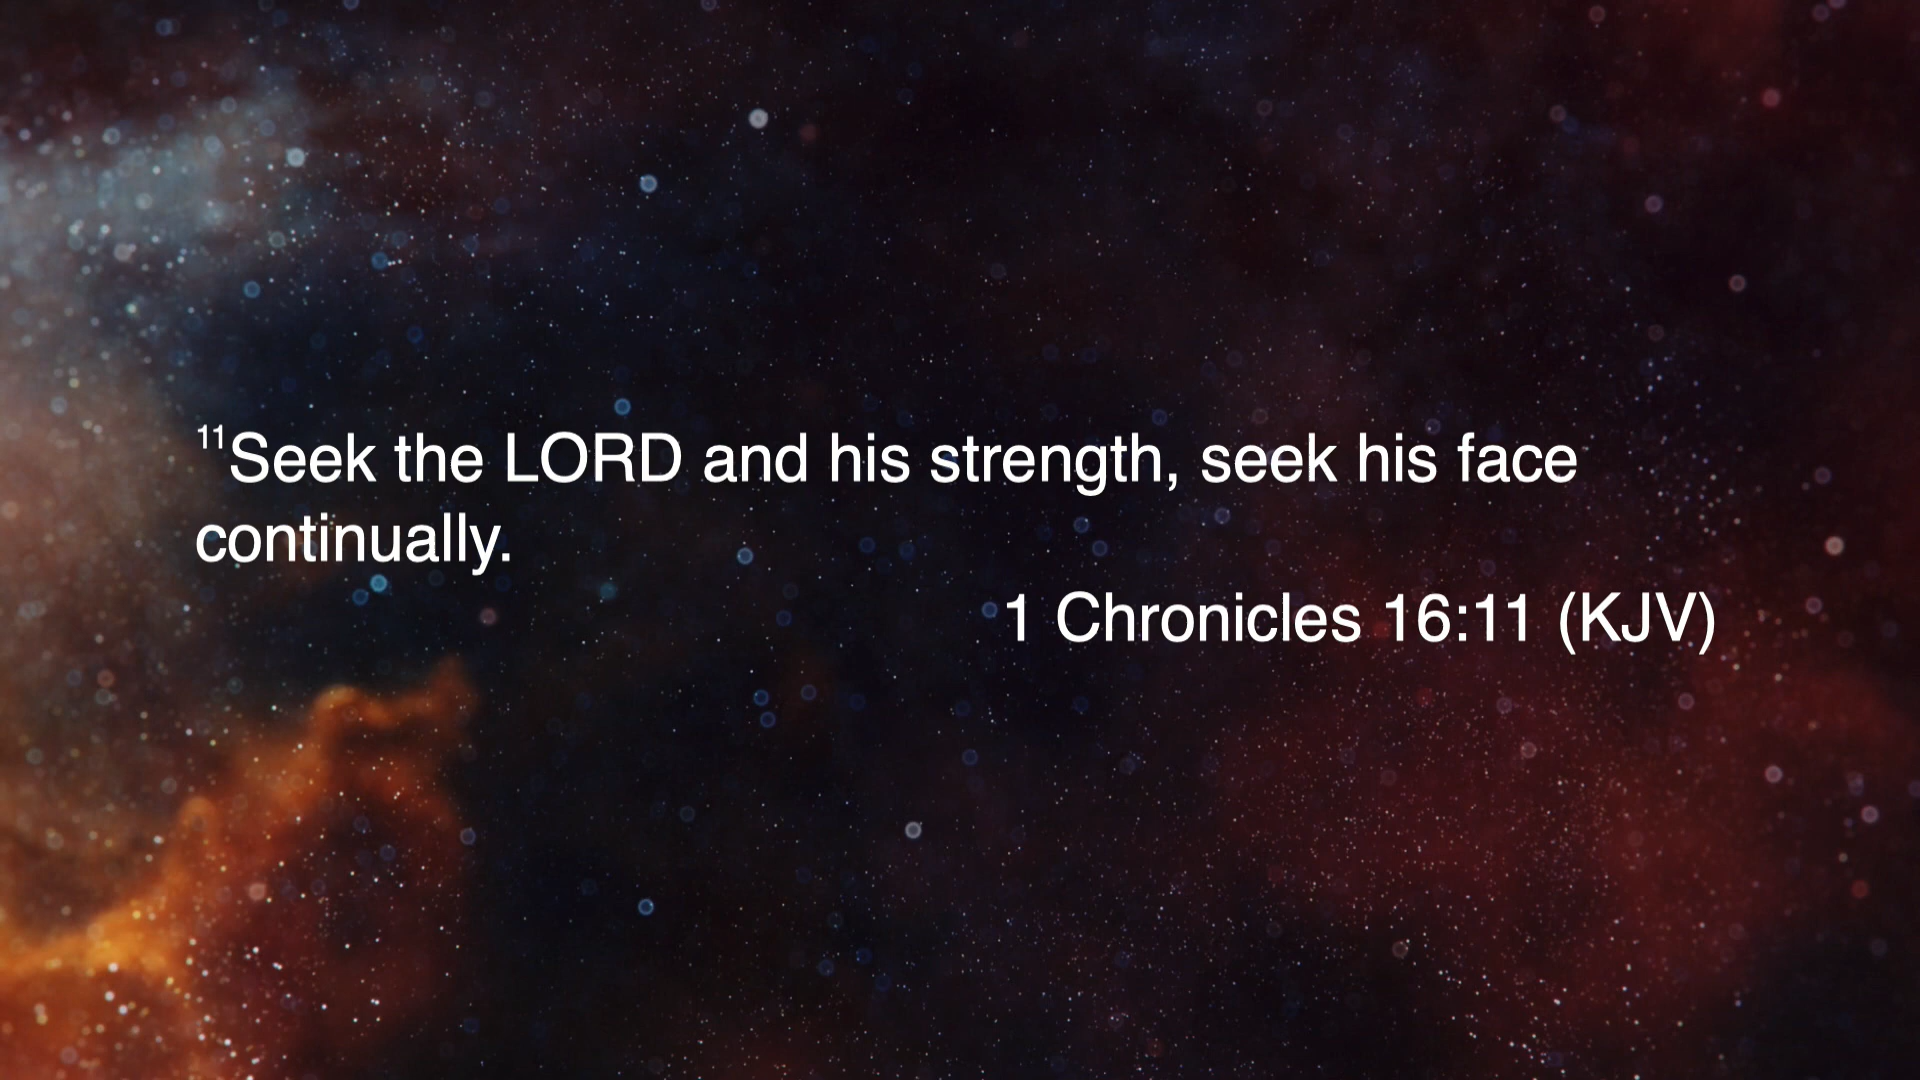 11Seek the LORD and his strength, seek his face
continually.
1 Chronicles 16:11 (KJV)